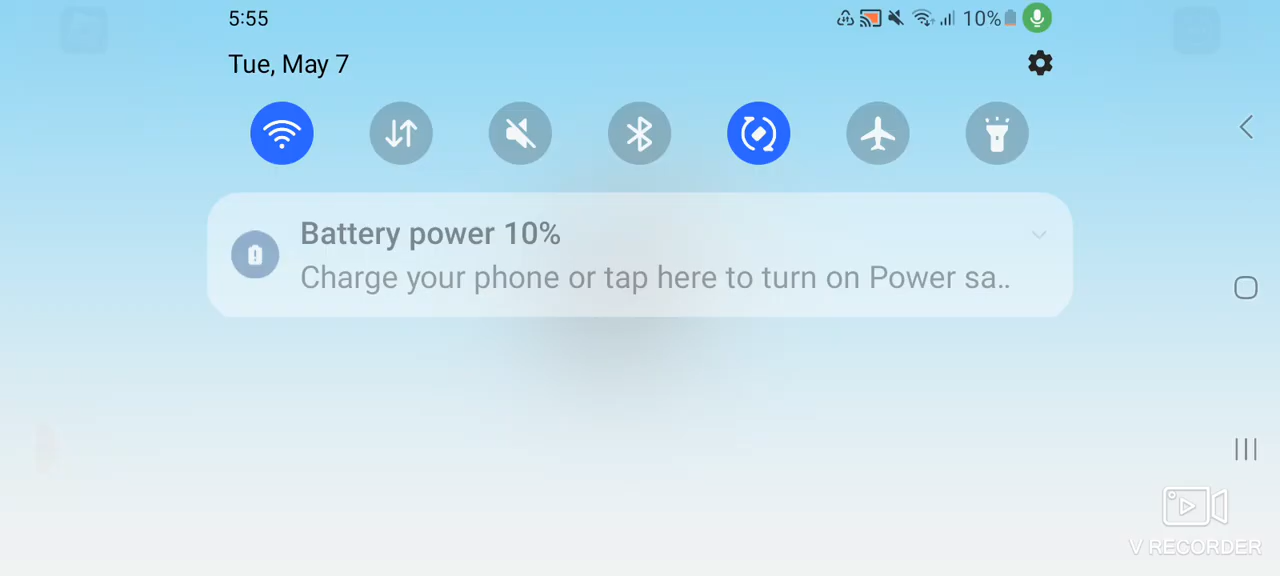 5:55
10%
Tue, May 7
Battery power 10%
Charge your phone or tap here to turn on Power sa..
V RECORDER